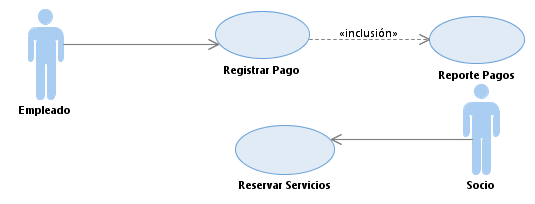 «inclusión»
Registrar Pago
Reporte Pagos
Empleado
Reservar Servicios
Socio